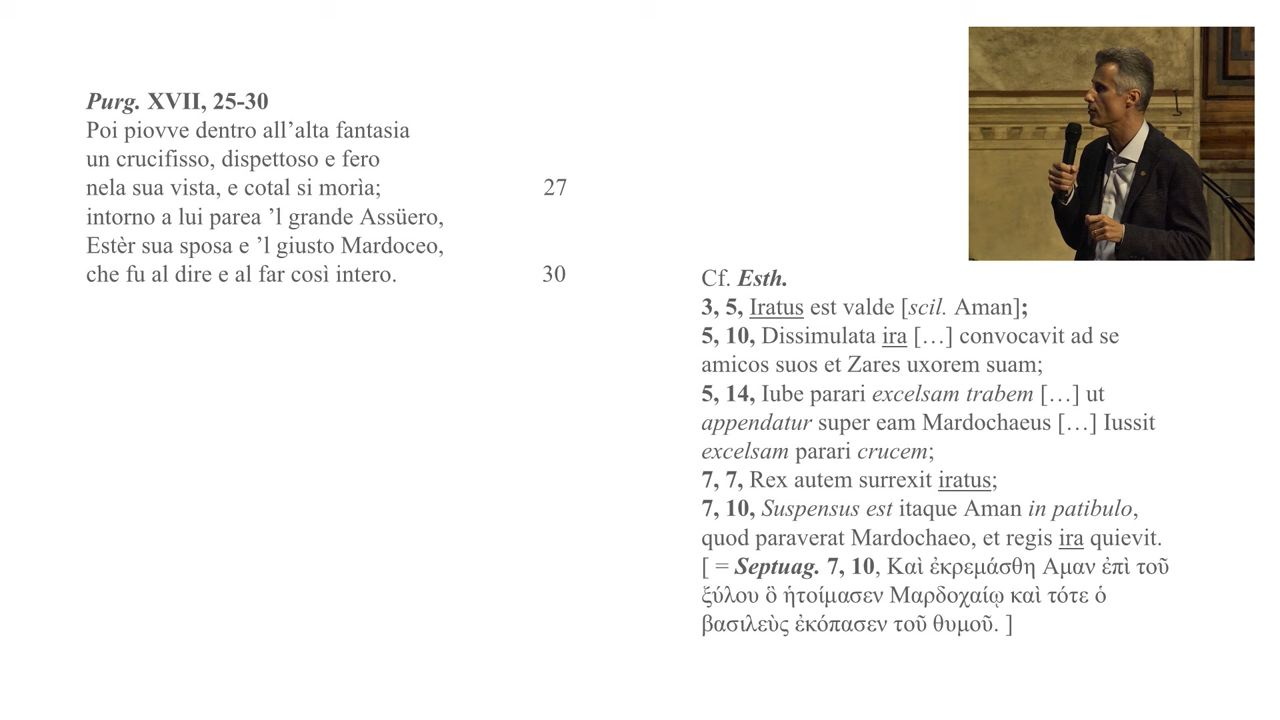 Purg. XVII, 25-30
Poi piovve dentro all’alta fantasia
un crucifisso, dispettoso e fero
nela sua vista, e cotal si morìa; 27
intorno a lui parea ’l grande Assüero,
Estèr sua sposa e ’l giusto Mardoceo,
che fu al dire e al far così intero. 30
Cf. Esth.
3, 5, Iratus est valde [scil. Aman];
5, 10, Dissimulata ira […] convocavit ad se
amicos suos et Zares uxorem suam;
5, 14, Iube parari excelsam trabem […] ut
appendatur super eam Mardochaeus […] Iussit
excelsam parari crucem;
7, 7, Rex autem surrexit iratus;
7, 10, Suspensus est itaque Aman in patibulo,
quod paraverat Mardochaeo, et regis ira quievit.
[ = Septuag. 7, 10, Καὶ ἐκρεμάσθη Αμαν ἐπὶ τοῦ
ξύλου ὃ ἡτοίμασεν Μαρδοχαίῳ καὶ τότε ὁ
βασιλεὺς ἐκόπασεν τοῦ θυμοῦ. ]